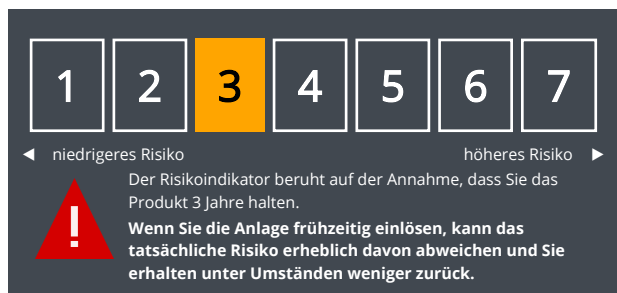 1 2 3 4 5 6 7
◄ niedrigeres Risiko höheres Risiko ►
Der Risikoindikator beruht auf der Annahme, dass Sie das
Produkt 3 Jahre halten.
!
Wenn Sie die Anlage frühzeitig einlösen, kann das
tatsächliche Risiko erheblich davon abweichen und Sie
erhalten unter Umständen weniger zurück.